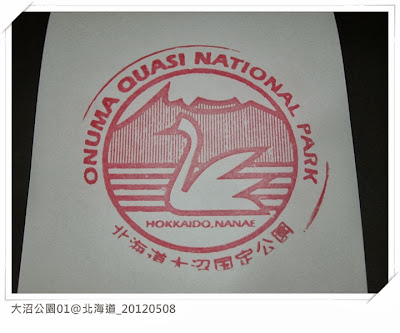 ONUMA QUASI NATIONAL PARK
HOKKAIDO, NANAE
北海道大沼国定公園
大沼公園01@北海道_20120508